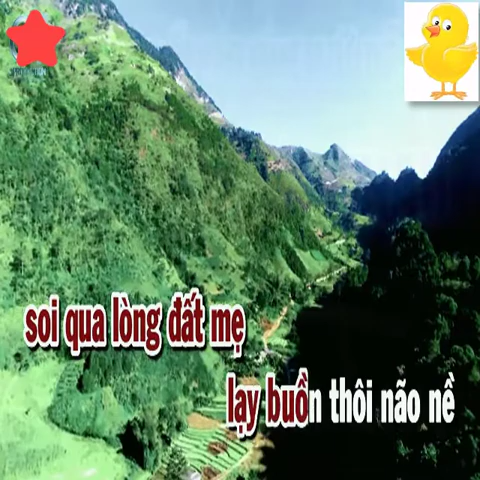 soi qua lòng đất mẹ
lạy buồn thôi não nề